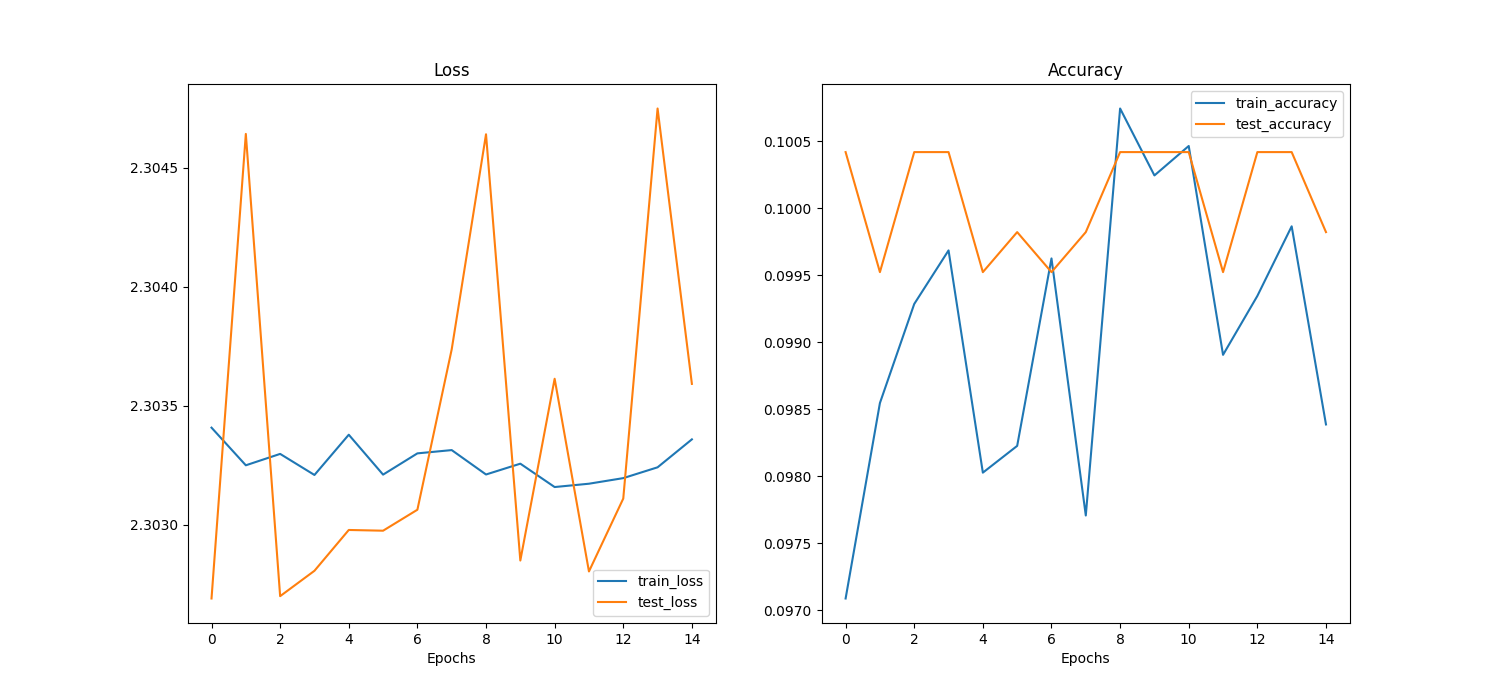 Loss
2.3045
2.3040
2.3035
2.3030
train_loss
test_loss
0 2 4 6 8 10 12 14
Epochs
Accuracy
train_accuracy
test_accuracy
0.1005
0.1000
0.0995
0.0990
0.0985
0.0980
0.0975
0.0970
0 2 4 6 8 10 12 14
Epochs